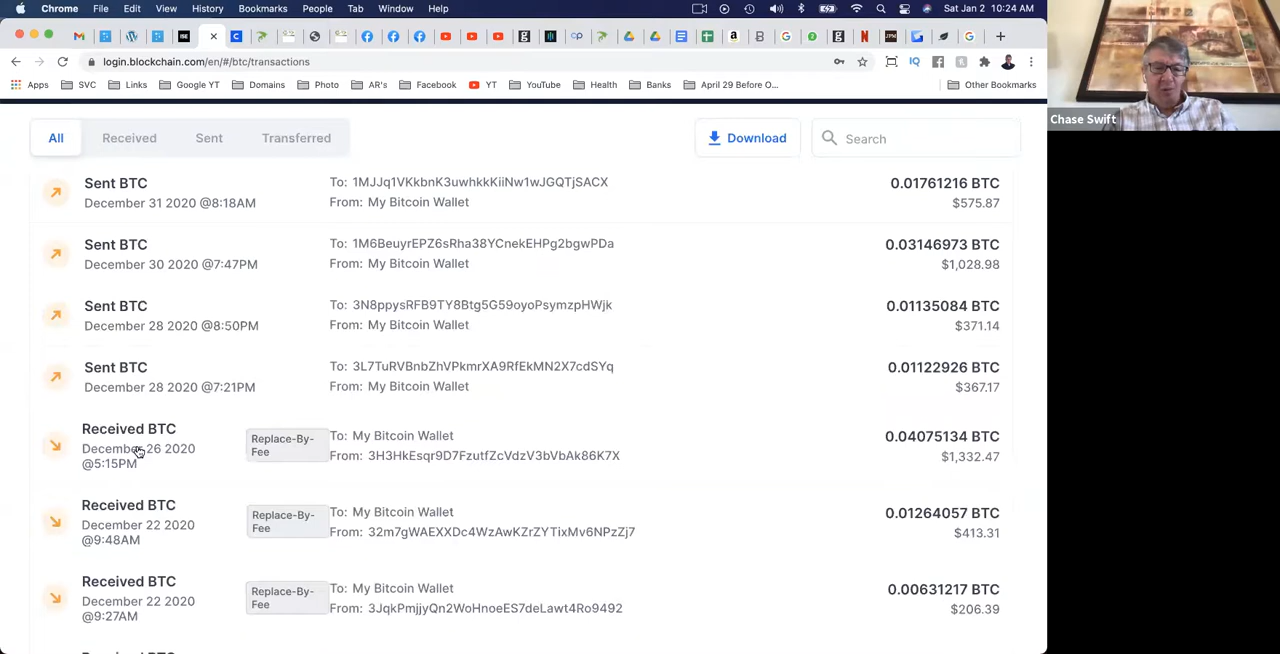 Chrome File Edit View History Bookmarks People Tab Window Help Sat Jan 2 10:24 AM
login.blockchain.com/en/#/btc/transactions
Apps SVC Links Google YT Domains Photo AR's Facebook YT YouTube Health Banks April 29 Before O... Other Bookmarks
Chase Swift
All Received Sent Transferred Download Search
Sent BTC To: 1MJJq1VKkbnK3uwhkkKiiNw1wJGQTjSACX 0.01761216 BTC
December 31 2020 @8:18AM From: My Bitcoin Wallet $575.87
Sent BTC To: 1M6BeuyrEPZ6sRha38YCnekEHPg2bgwPDa 0.03146973 BTC
December 30 2020 @7:47PM From: My Bitcoin Wallet $1,028.98
Sent BTC To: 3N8ppysRFB9TY8Btg5G59oyoPsymzpHWjk 0.01135084 BTC
December 28 2020 @8:50PM From: My Bitcoin Wallet $371.14
Sent BTC To: 3L7TuRVBnbZhVPkmrXA9RfEkMN2X7cdSYq 0.01122926 BTC
December 28 2020 @7:21PM From: My Bitcoin Wallet $367.17
Received BTC Replace-By- To: My Bitcoin Wallet 0.04075134 BTC
December 26 2020 Fee From: 3H3HkEsqr9D7FzutfZcVdzV3bVbAk86K7X $1,332.47
@5:15PM
Received BTC Replace-By- To: My Bitcoin Wallet 0.01264057 BTC
December 22 2020 Fee From: 32m7gWAEXXDc4WzAwKZrZYTixMv6NPzZj7 $413.31
@9:48AM
Received BTC Replace-By- To: My Bitcoin Wallet 0.00631217 BTC
December 22 2020 Fee From: 3JqkPmjjyQn2WoHnoeES7deLawt4Ro9492 $206.39
@9:27AM